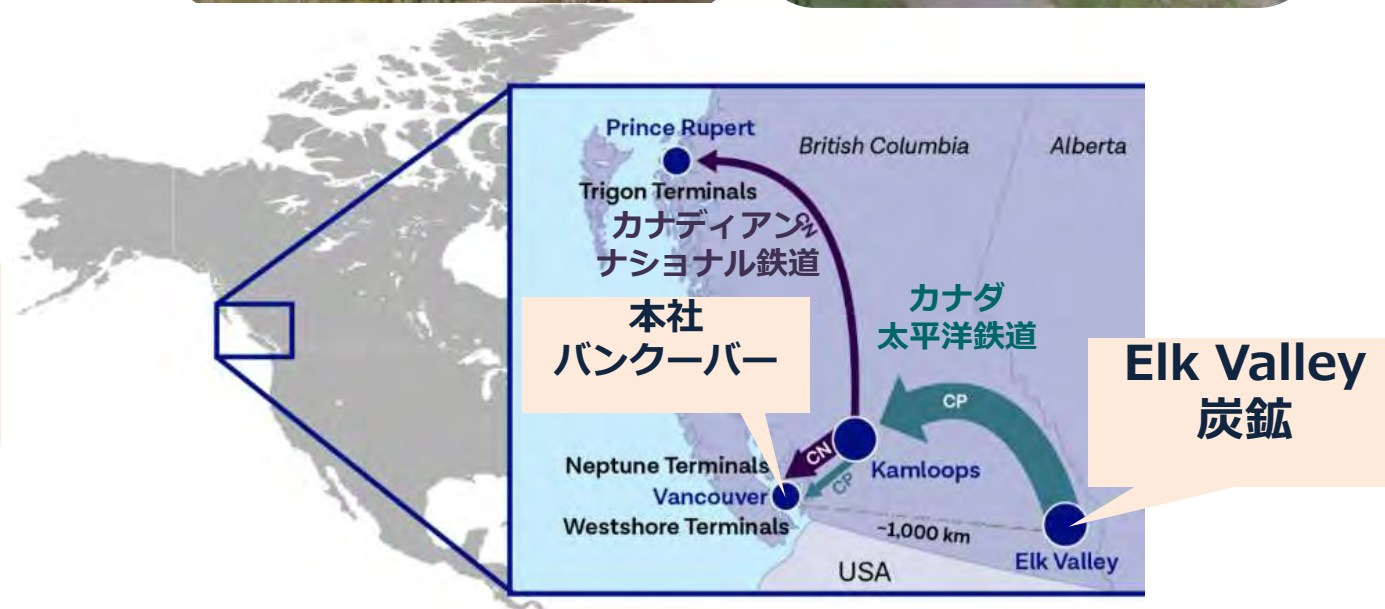 Prince Rupert
British Columbia
Alberta
Trigon Terminals
CN
カナディアン
ナショナル鉄道
カナダ
太平洋鉄道
本社
バンクーバー
Elk Valley
炭鉱
CP
CN
CP
Neptune Terminals
Kamloops
Vancouver
Westshore Terminals
~1,000 km
Elk Valley
USA